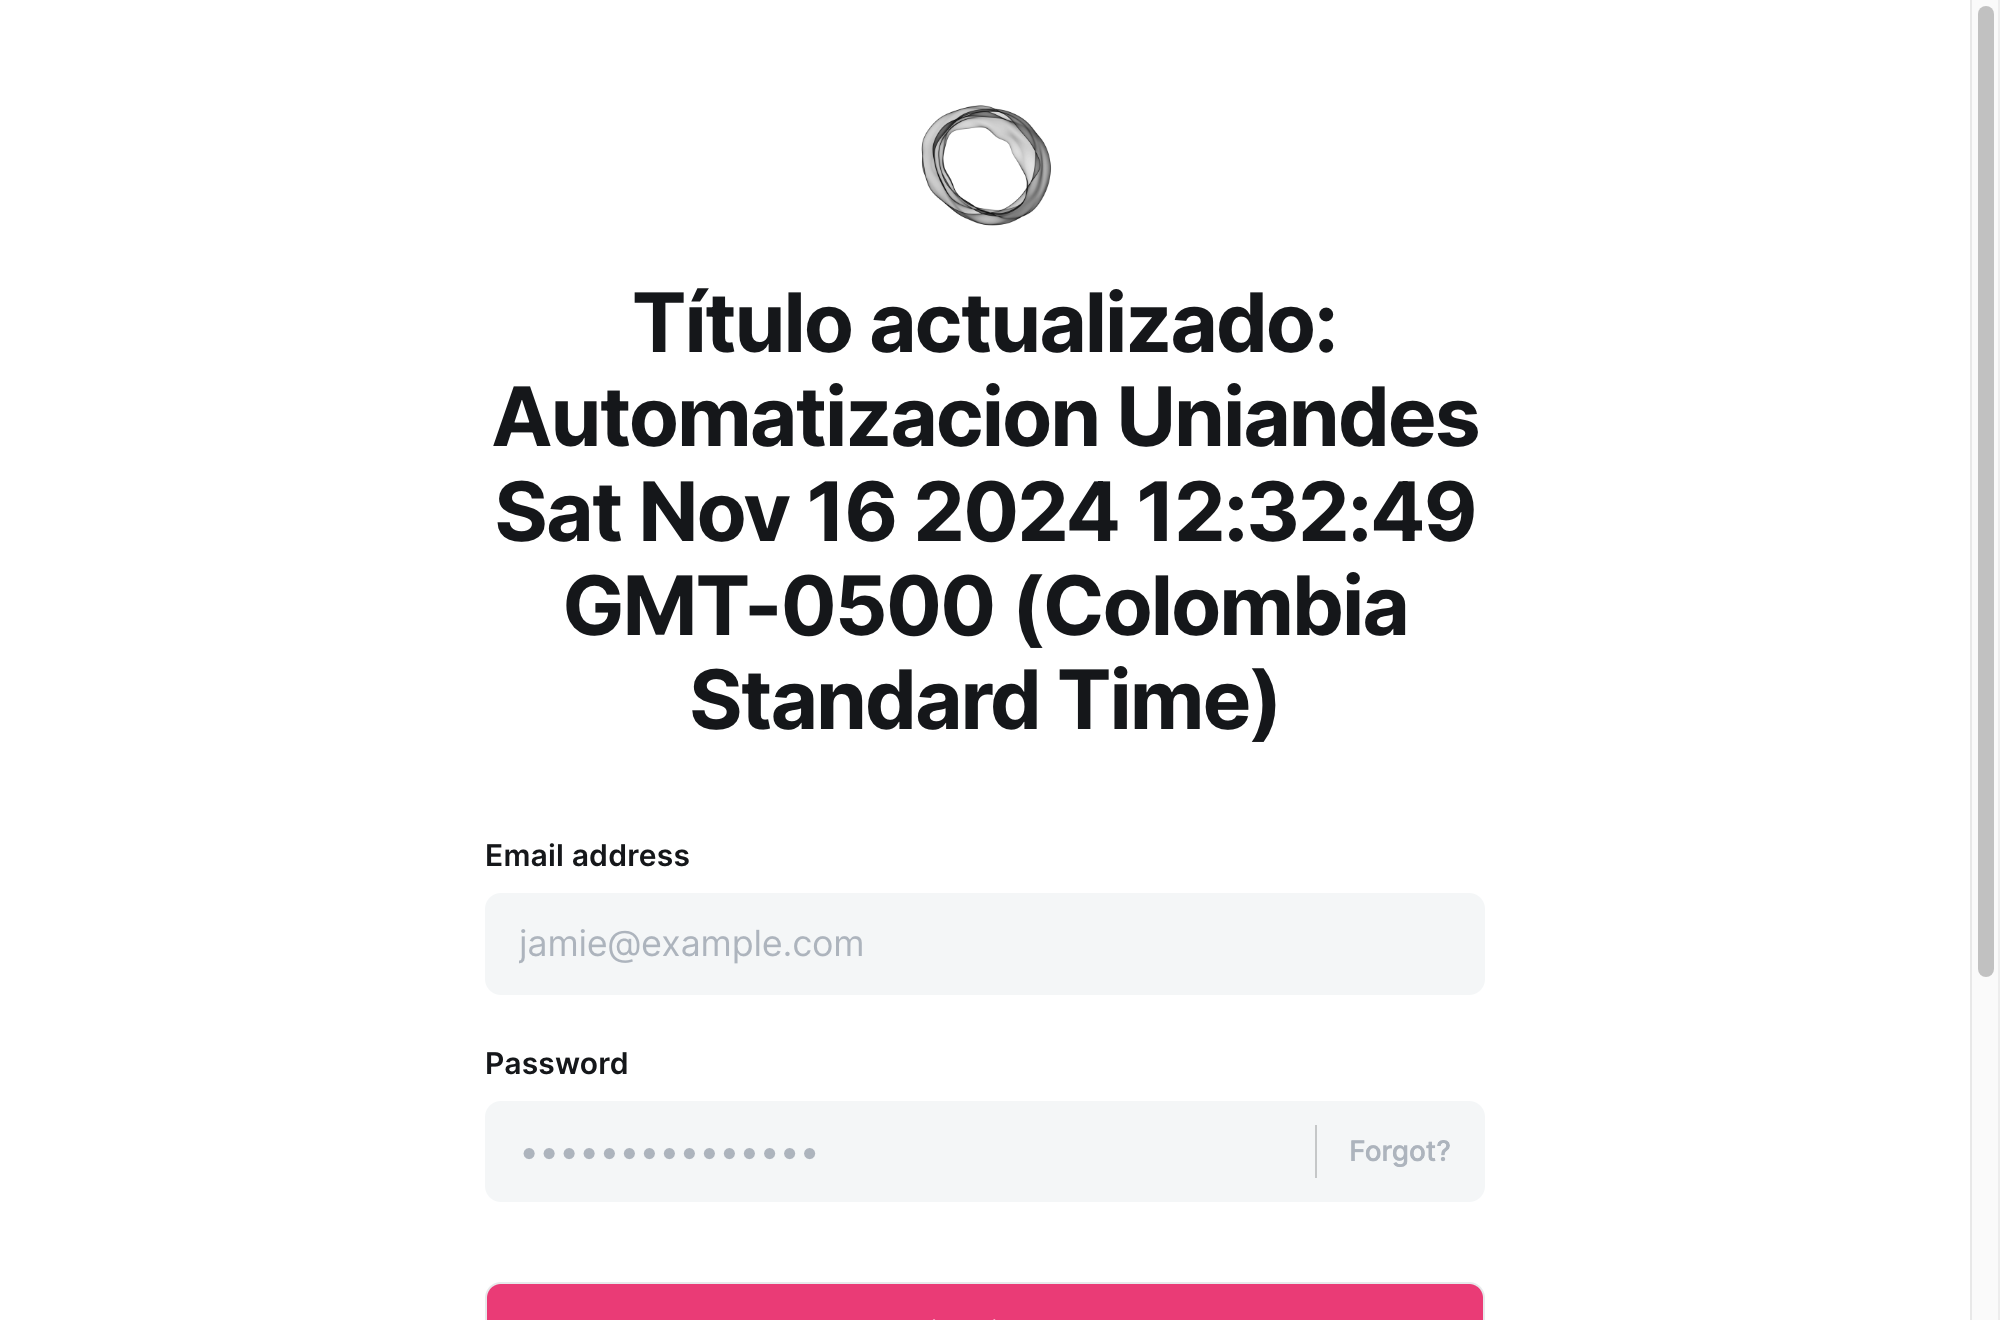 Título actualizado:
Automatizacion Uniandes
Sat Nov 16 2024 12:32:49
GMT-0500 (Colombia
Standard Time)
Email address
jamie@example.com
Password
•••••••••••••••
Forgot?